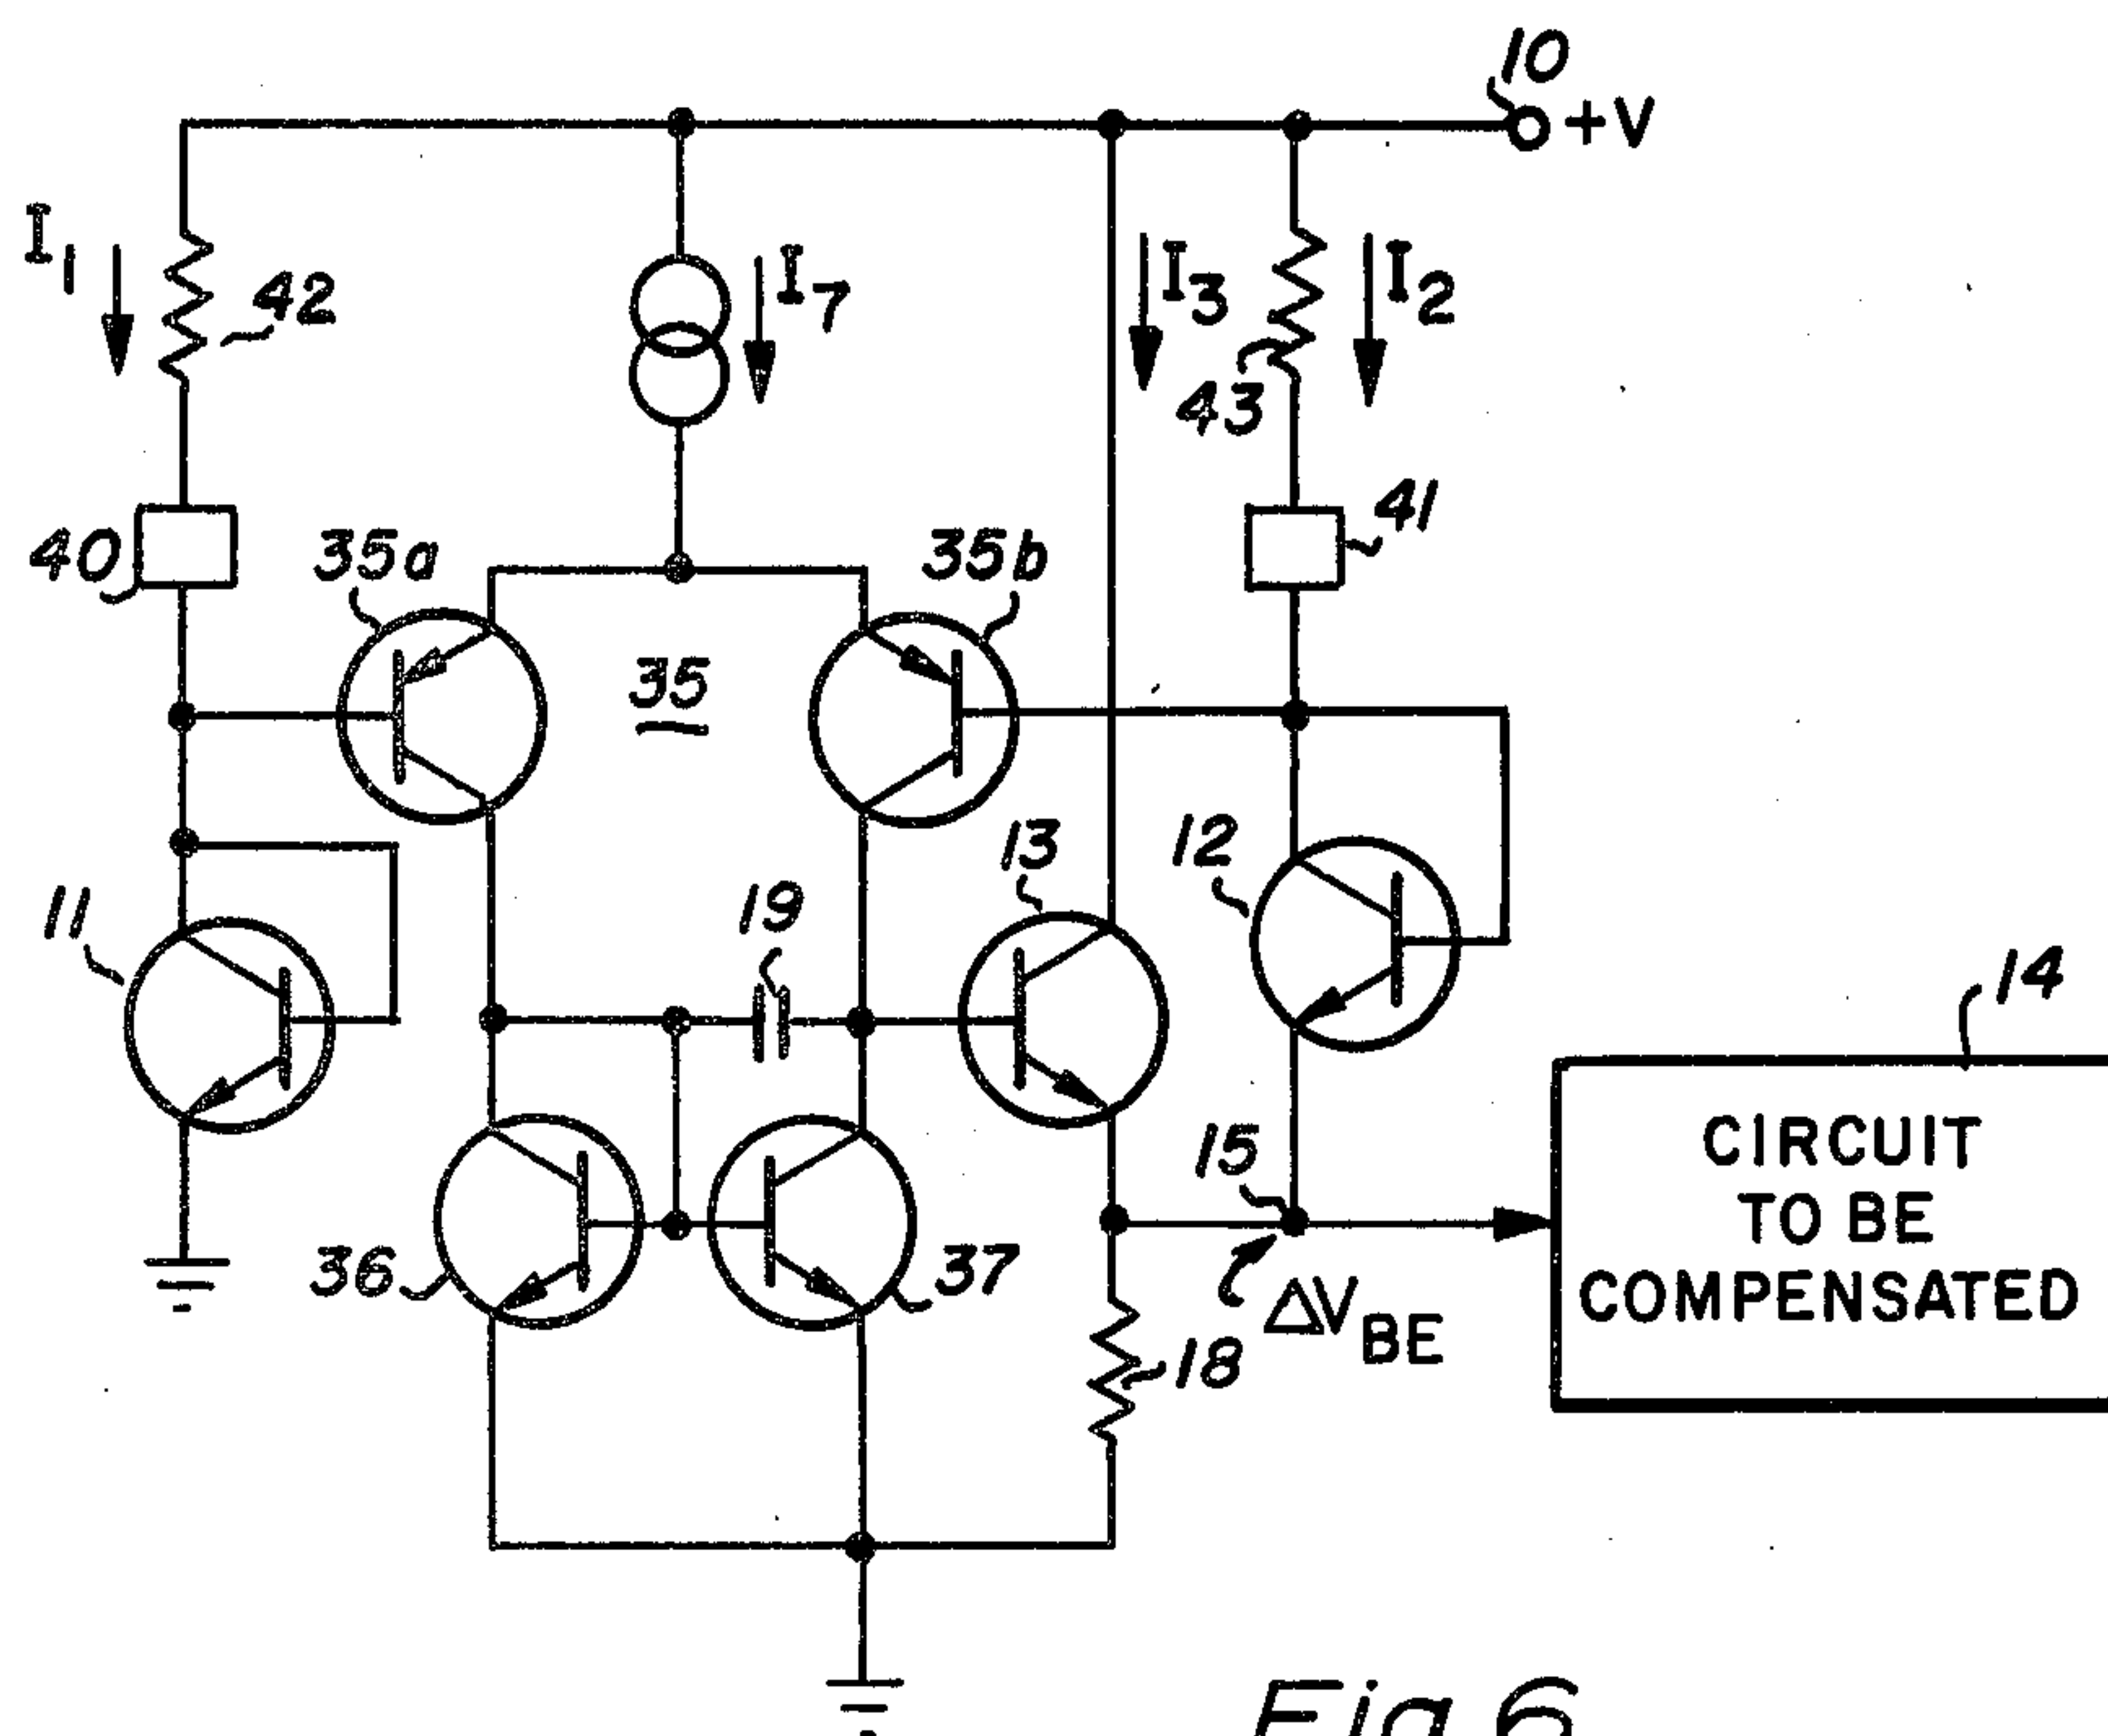 10
+V
I1
42
I7
I3
I2
43
40
35a
35b
41
35
11
19
13
12
14
15
CIRCUIT
TO BE
COMPENSATED
36
37
18
ΔVBE
Fig 6